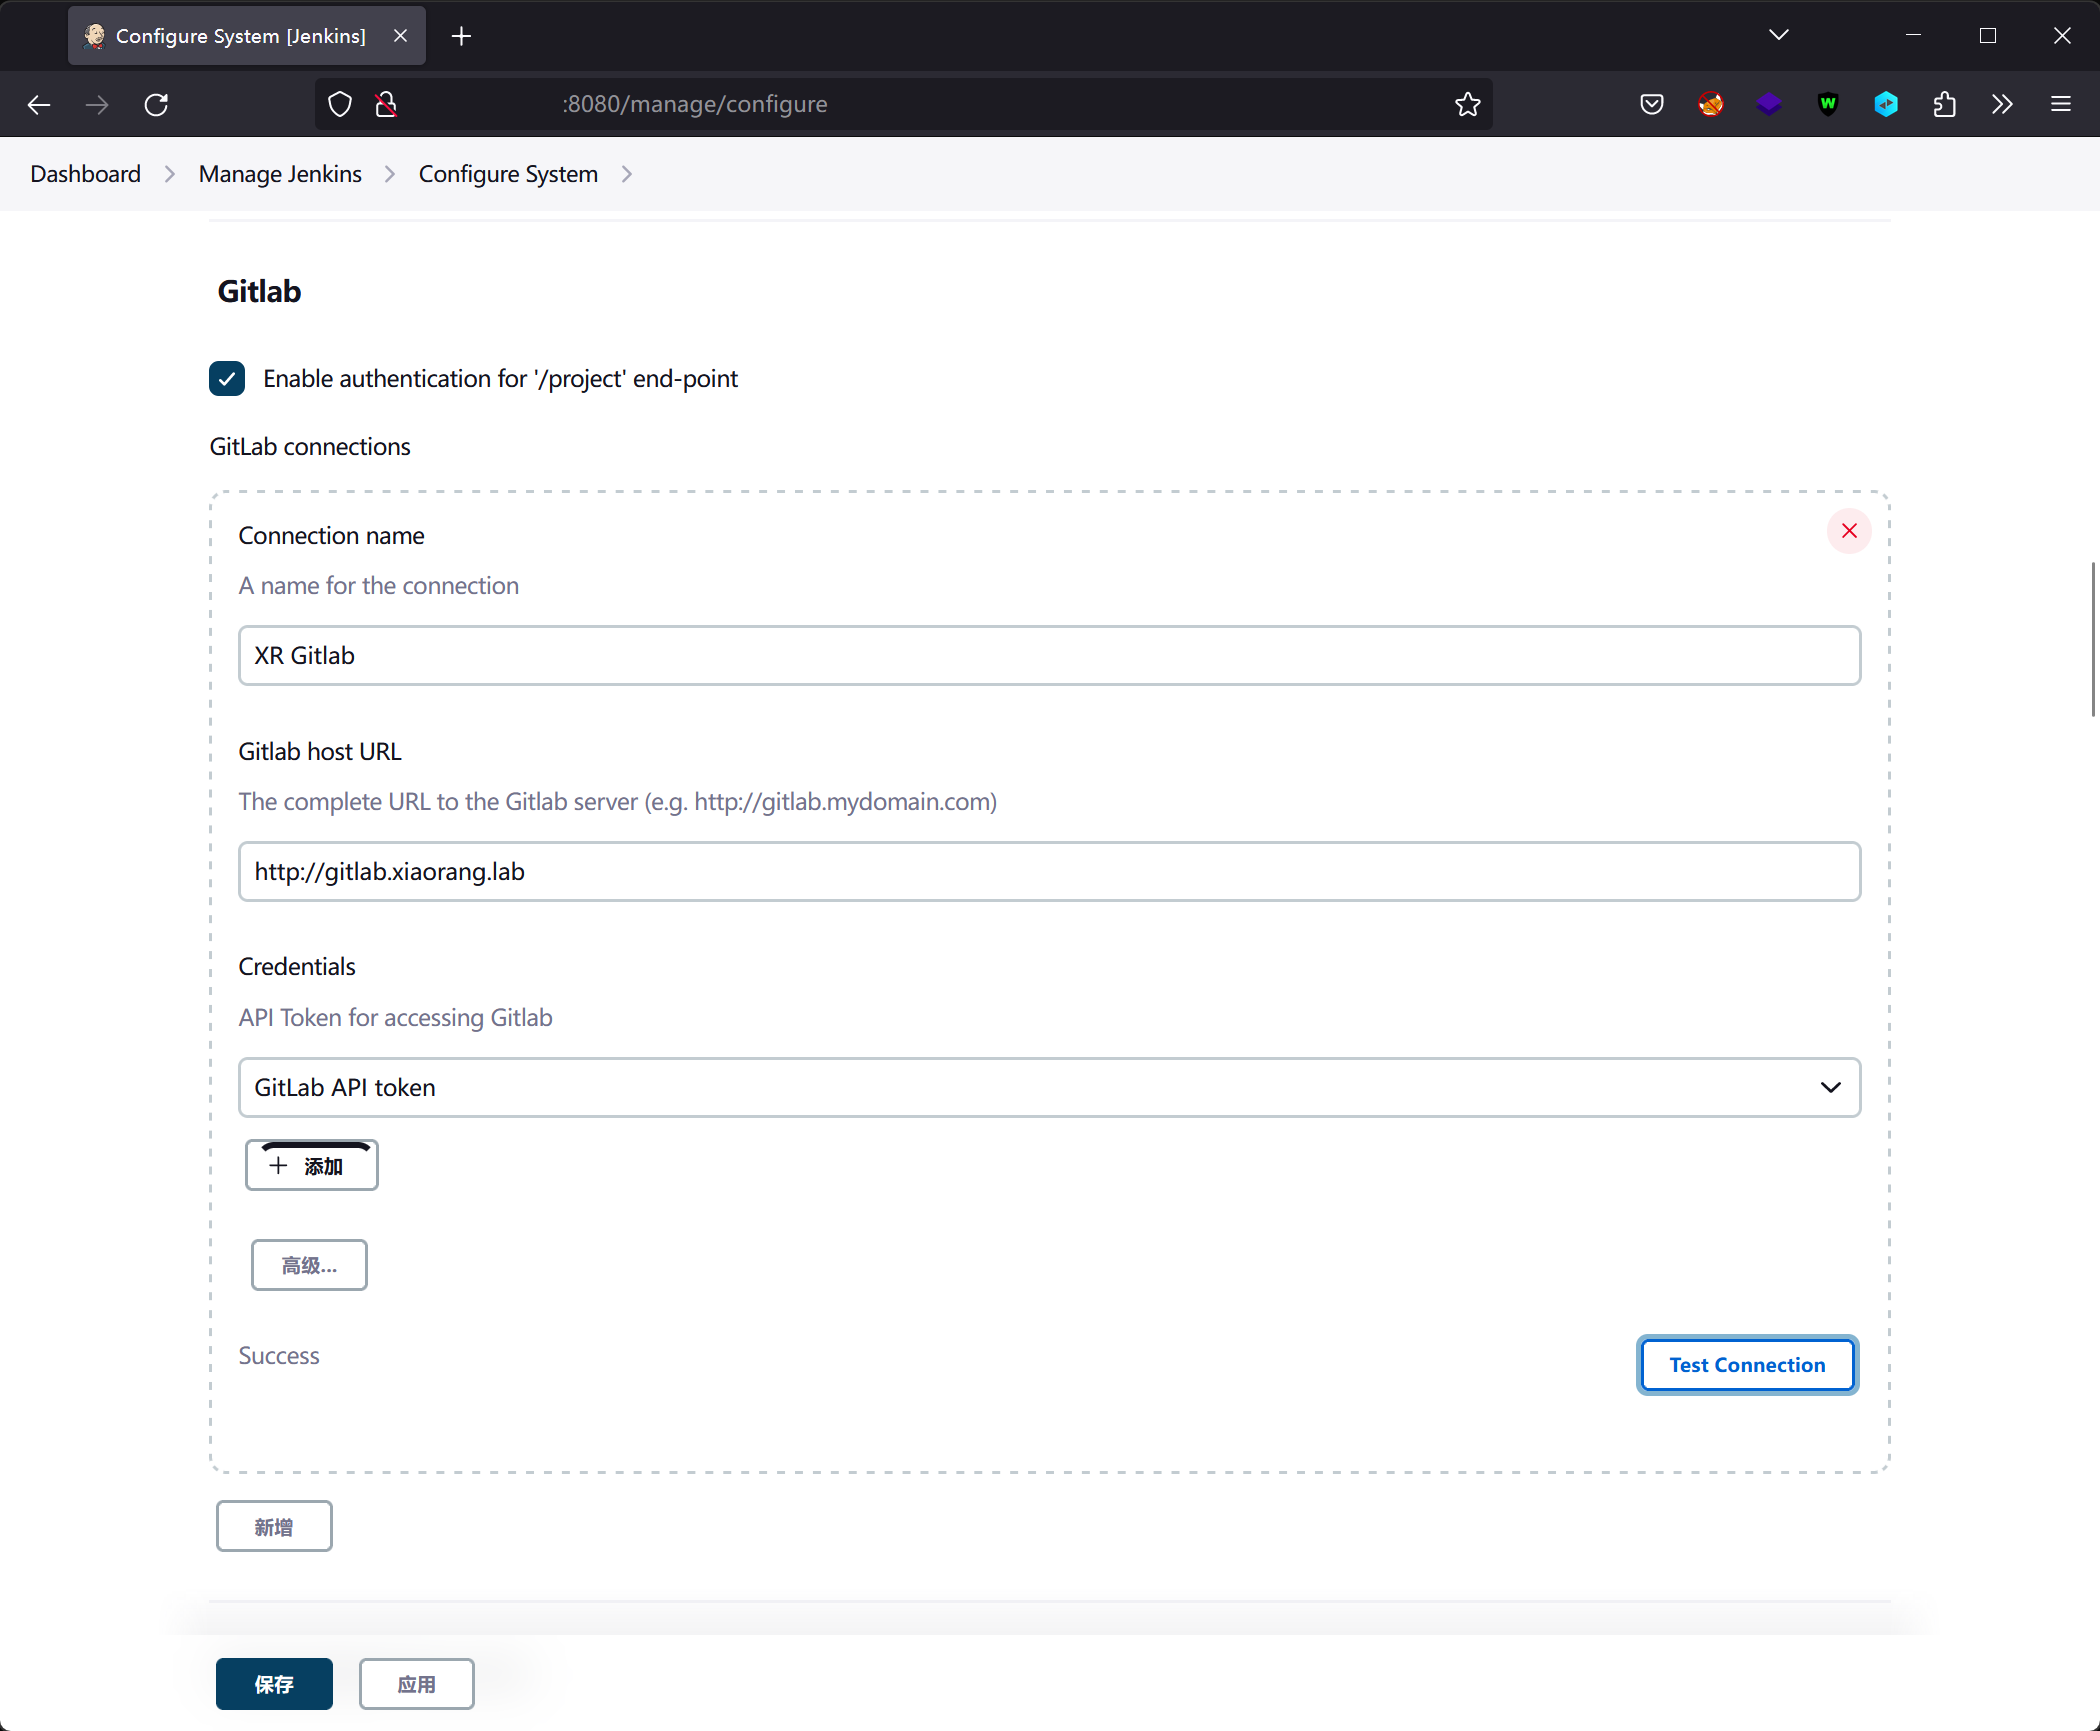 Configure System [Jenkins]
:8080/manage/configure
Dashboard Manage Jenkins Configure System
Gitlab
Enable authentication for '/project' end-point
GitLab connections
Connection name
A name for the connection
XR Gitlab
Gitlab host URL
The complete URL to the Gitlab server (e.g. http://gitlab.mydomain.com)
http://gitlab.xiaorang.lab
Credentials
API Token for accessing Gitlab
GitLab API token
添加
高级...
Success
Test Connection
新增
保存 应用